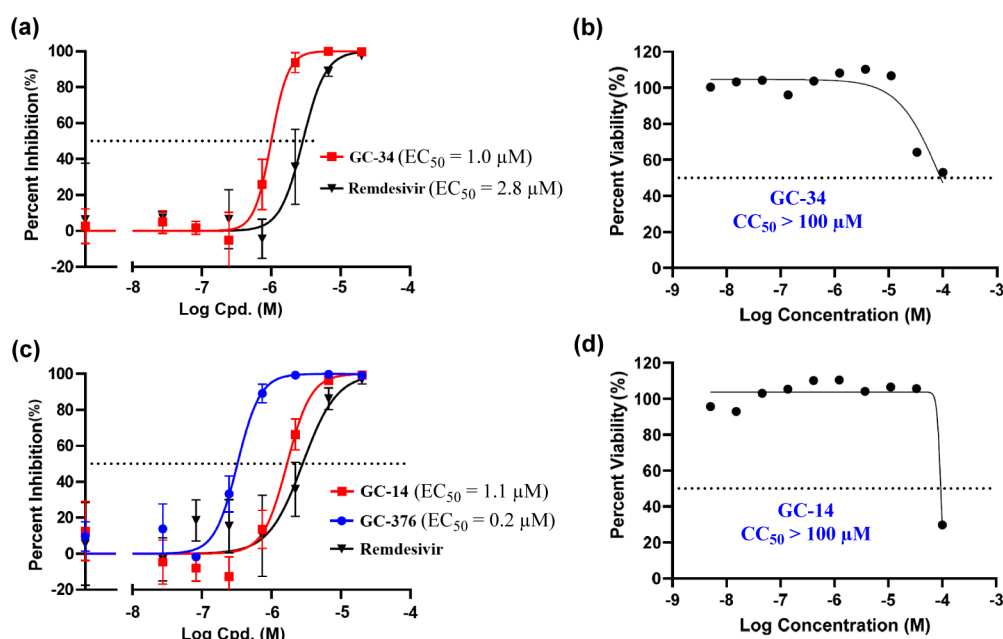 (a)
Percent Inhibition(%)
100
80
60
40
20
0
-20
GC-34 (EC50 = 1.0 µM)
Remdesivir (EC50 = 2.8 µM)
-8 -7 -6 -5 -4
Log Cpd. (M)
(b)
Percent Viability(%)
120
100
80
60
40
20
0
GC-34
CC50 > 100 µM
-9 -8 -7 -6 -5 -4 -3
Log Concentration (M)
(c)
Percent Inhibition(%)
100
80
60
40
20
0
-20
GC-14 (EC50 = 1.1 µM)
GC-376 (EC50 = 0.2 µM)
Remdesivir
-8 -7 -6 -5 -4
Log Cpd. (M)
(d)
Percent Viability(%)
120
100
80
60
40
20
0
GC-14
CC50 > 100 µM
-9 -8 -7 -6 -5 -4 -3
Log Concentration (M)